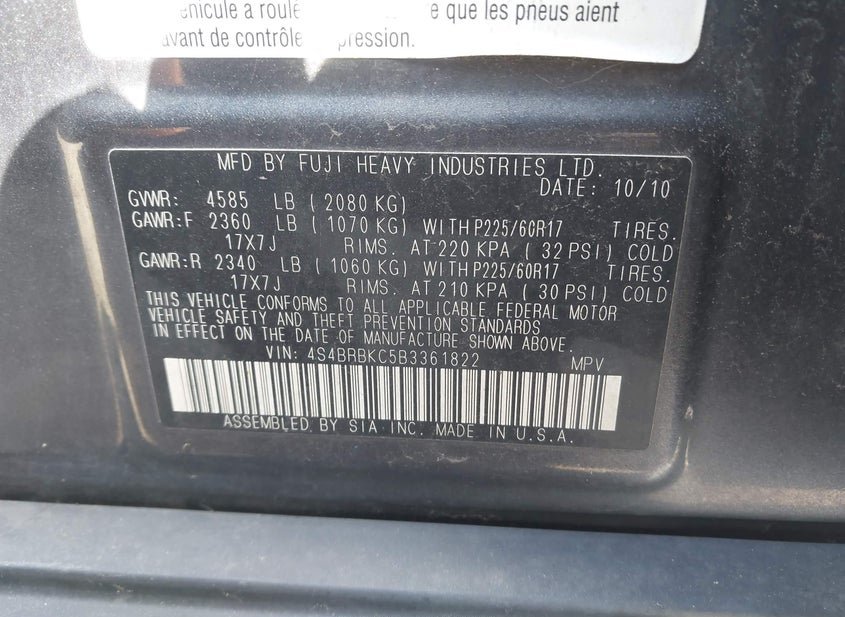 éhicule a roulé e que les pneus aient
avant de contrôle pression.
MFD BY FUJI HEAVY INDUSTRIES LTD.
DATE: 10/10
GVWR: 4585 LB ( 2080 KG)
GAWR:F 2360 LB ( 1070 KG) WITH P225/60R17 TIRES.
17X7J RIMS. AT 220 KPA ( 32 PSI) COLD
GAWR:R 2340 LB ( 1060 KG) WITH P225/60R17 TIRES.
17X7J RIMS. AT 210 KPA ( 30 PSI) COLD
THIS VEHICLE CONFORMS TO ALL APPLICABLE FEDERAL MOTOR
VEHICLE SAFETY AND THEFT PREVENTION STANDARDS
IN EFFECT ON THE DATE OF MANUFACTURE SHOWN ABOVE.
VIN: 4S4BRBKC5B3361822 MPV
ASSEMBLED BY SIA INC. MADE IN U.S.A.